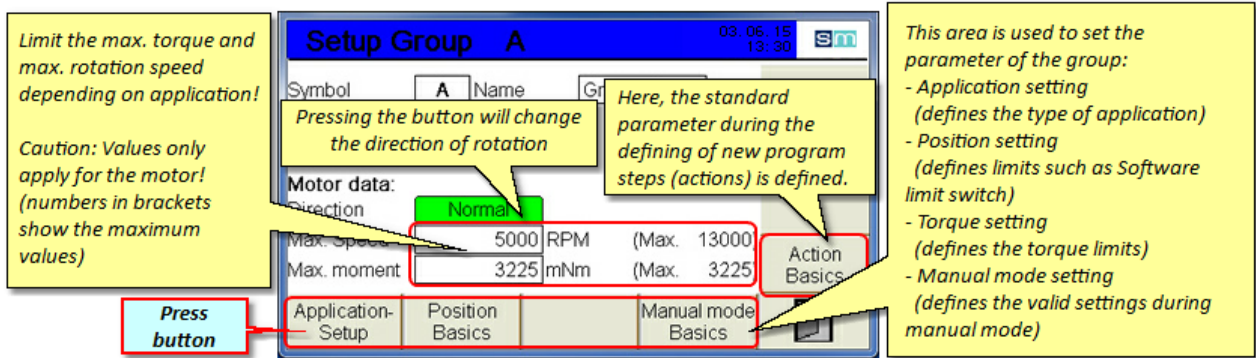 Limit the max. torque and
max. rotation speed
depending on application!
Caution: Values only
apply for the motor!
(numbers in brackets
show the maximum
values)
Setup Group A
03. 06. 15
13: 30
sm
Symbol A Name Gr
Pressing the button will change
the direction of rotation
Here, the standard
parameter during the
defining of new program
steps (actions) is defined.
Motor data:
Direction Normal
Max. Speed 5000 RPM (Max. 13000)
Max. moment 3225 mNm (Max. 3225)
Action
Basics
Press
button
Application-
Setup
Position
Basics
Manual mode
Basics
This area is used to set the
parameter of the group:
- Application setting
(defines the type of application)
- Position setting
(defines limits such as Software
limit switch)
- Torque setting
(defines the torque limits)
- Manual mode setting
(defines the valid settings during
manual mode)